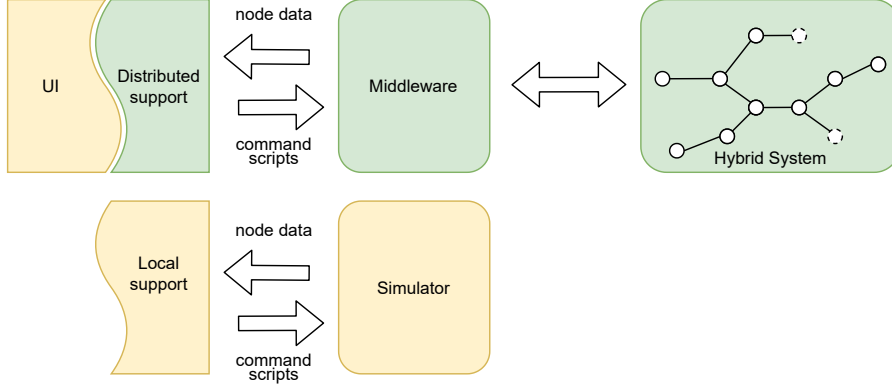 node data
UI
Distributed
support
Middleware
command
scripts
Hybrid System
node data
Local
support
Simulator
command
scripts